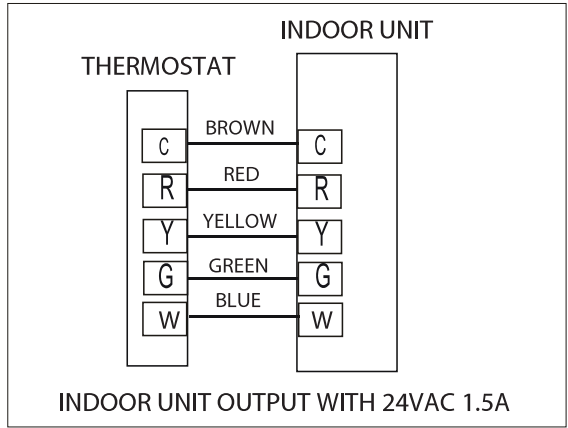 INDOOR UNIT
THERMOSTAT
C BROWN C
R RED R
Y YELLOW Y
G GREEN G
W BLUE W
INDOOR UNIT OUTPUT WITH 24VAC 1.5A